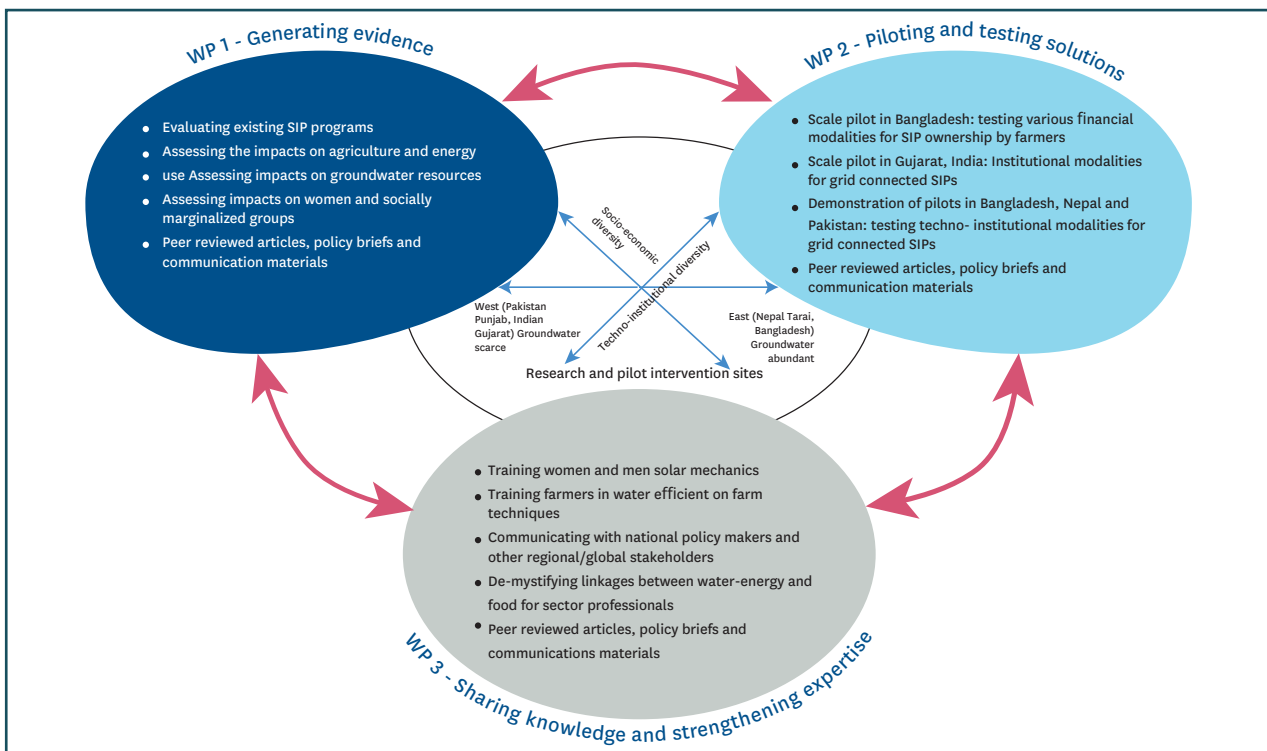 WP 1 - Generating evidence
Evaluating existing SIP programs
Assessing the impacts on agriculture and energy
use Assessing impacts on groundwater resources
Assessing impacts on women and socially
marginalized groups
Peer reviewed articles, policy briefs and
communication materials
WP 2 - Piloting and testing solutions
Scale pilot in Bangladesh: testing various financial
modalities for SIP ownership by farmers
Scale pilot in Gujarat, India: Institutional modalities
for grid connected SIPs
Demonstration of pilots in Bangladesh, Nepal and
Pakistan: testing techno- institutional modalities for
grid connected SIPs
Peer reviewed articles, policy briefs and
communication materials
Socio-economic
diversity
Techno-institutional diversity
West (Pakistan
Punjab, Indian
Gujarat) Groundwater
scarce
East (Nepal Tarai,
Bangladesh)
Groundwater
abundant
Research and pilot intervention sites
Training women and men solar mechanics
Training farmers in water efficient on farm
techniques
Communicating with national policy makers and
other regional/global stakeholders
De-mystifying linkages between water-energy and
food for sector professionals
Peer reviewed articles, policy briefs and
communications materials
WP 3 - Sharing knowledge and strengthening expertise